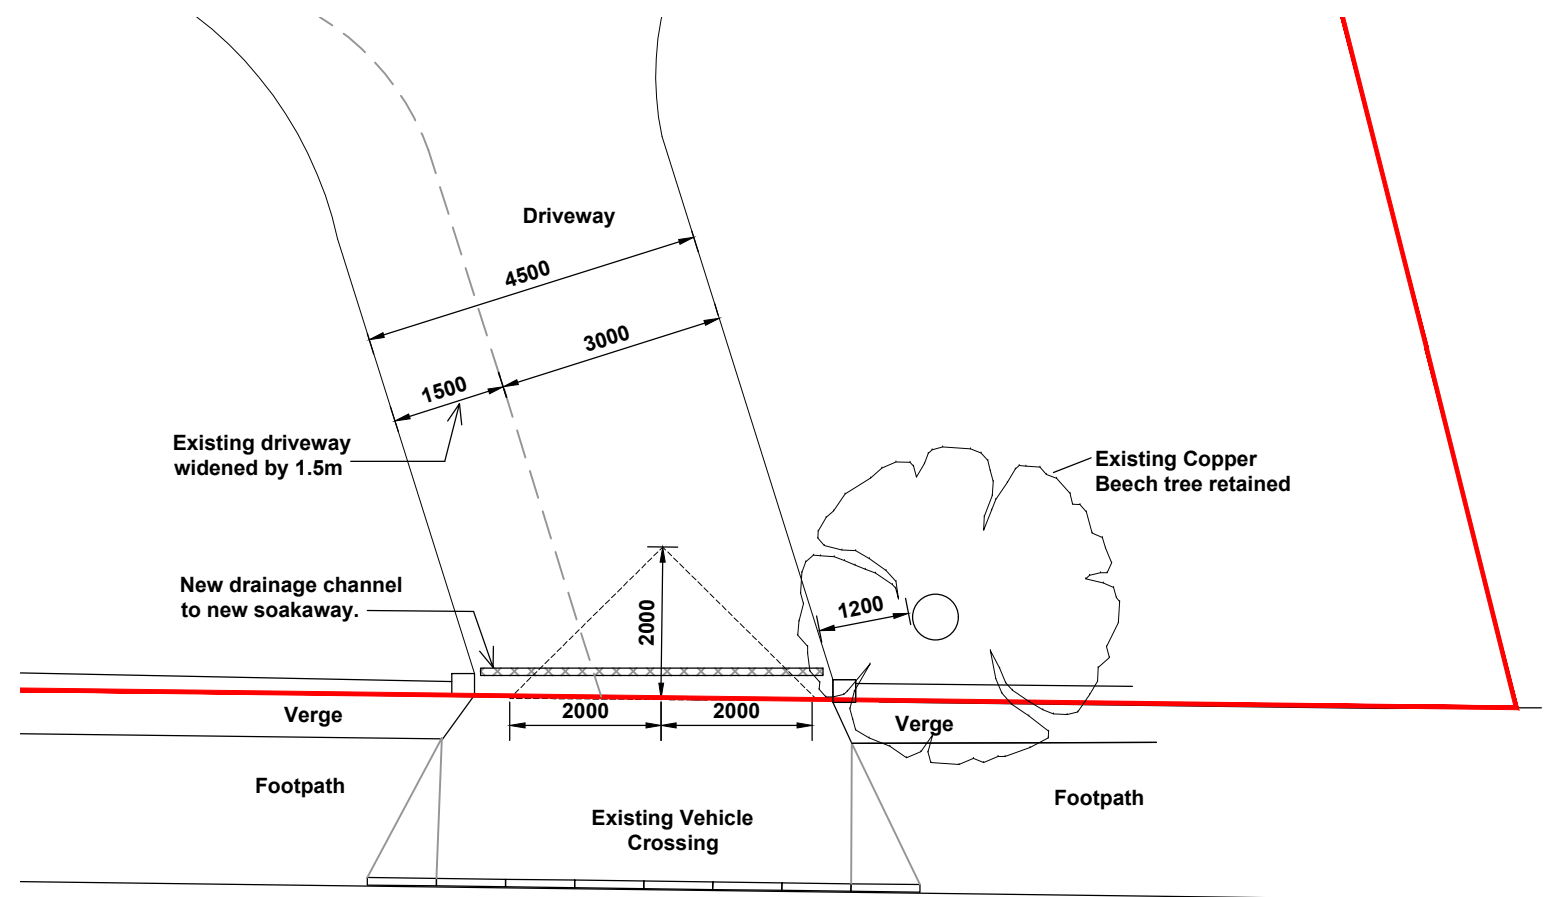 Driveway
4500
3000
1500
Existing driveway
widened by 1.5m
Existing Copper
Beech tree retained
New drainage channel
to new soakaway.
2000
1200
2000
2000
Verge
Verge
Footpath
Footpath
Existing Vehicle
Crossing